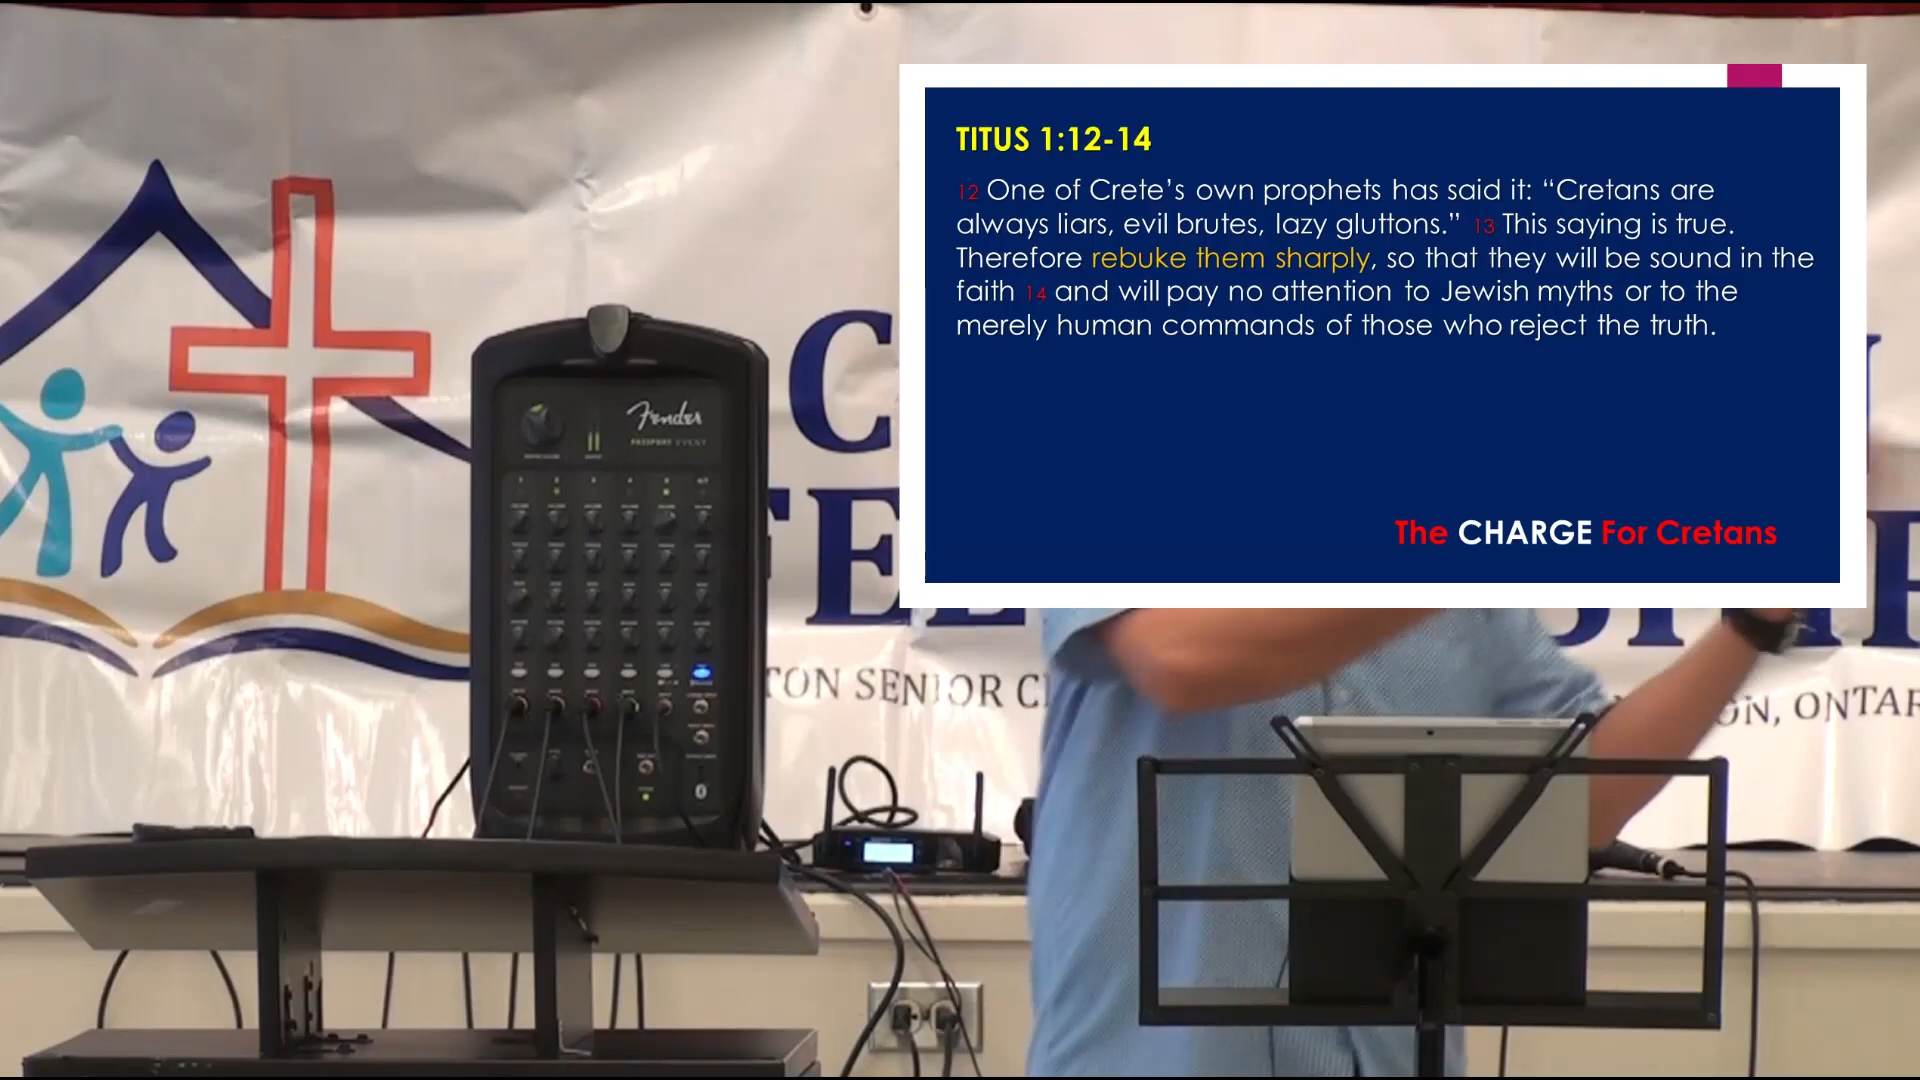 TITUS 1:12-14
12 One of Crete’s own prophets has said it: “Cretans are
always liars, evil brutes, lazy gluttons.” 13 This saying is true.
Therefore rebuke them sharply, so that they will be sound in the
faith 14 and will pay no attention to Jewish myths or to the
merely human commands of those who reject the truth.
The CHARGE For Cretans
Fender
PASSPORT EVENT
TON SENIOR C
ON, ONTAR